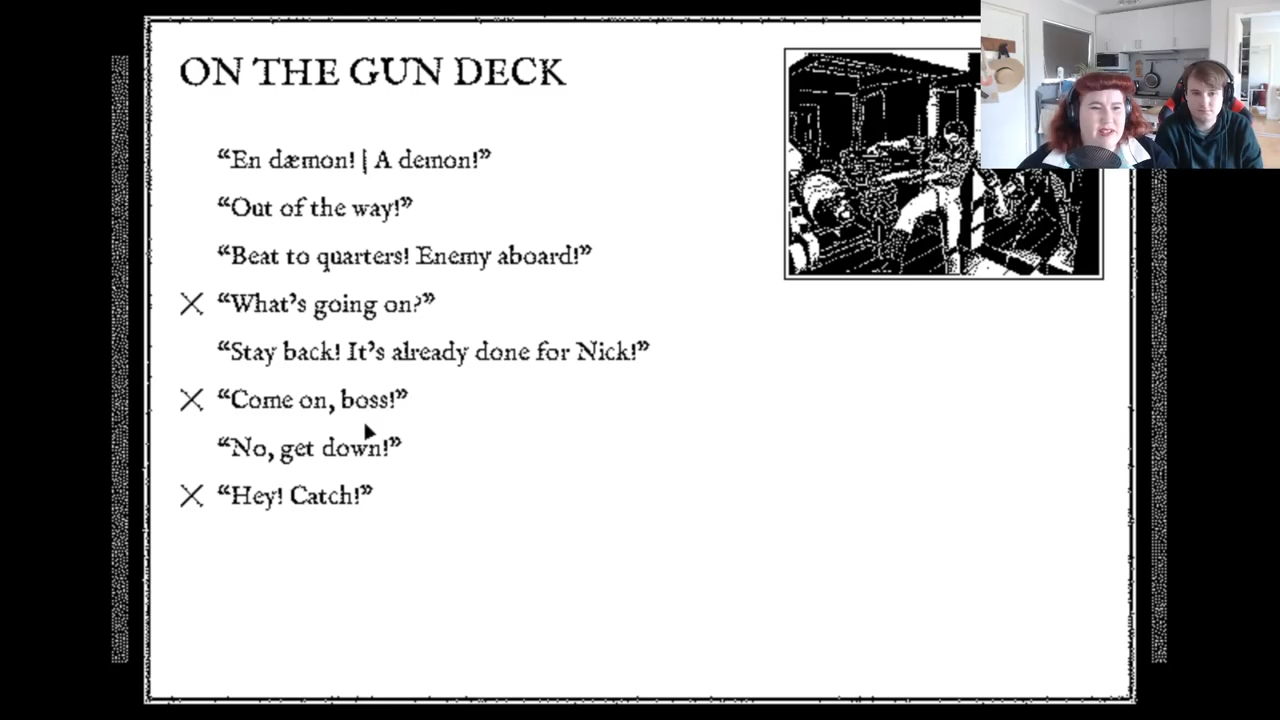 ON THE GUN DECK
“En dæmon! | A demon!”
“Out of the way!”
“Beat to quarters! Enemy aboard!”
“What’s going on?”
“Stay back! It’s already done for Nick!”
“Come on, boss!”
“No, get down!”
“Hey! Catch!”